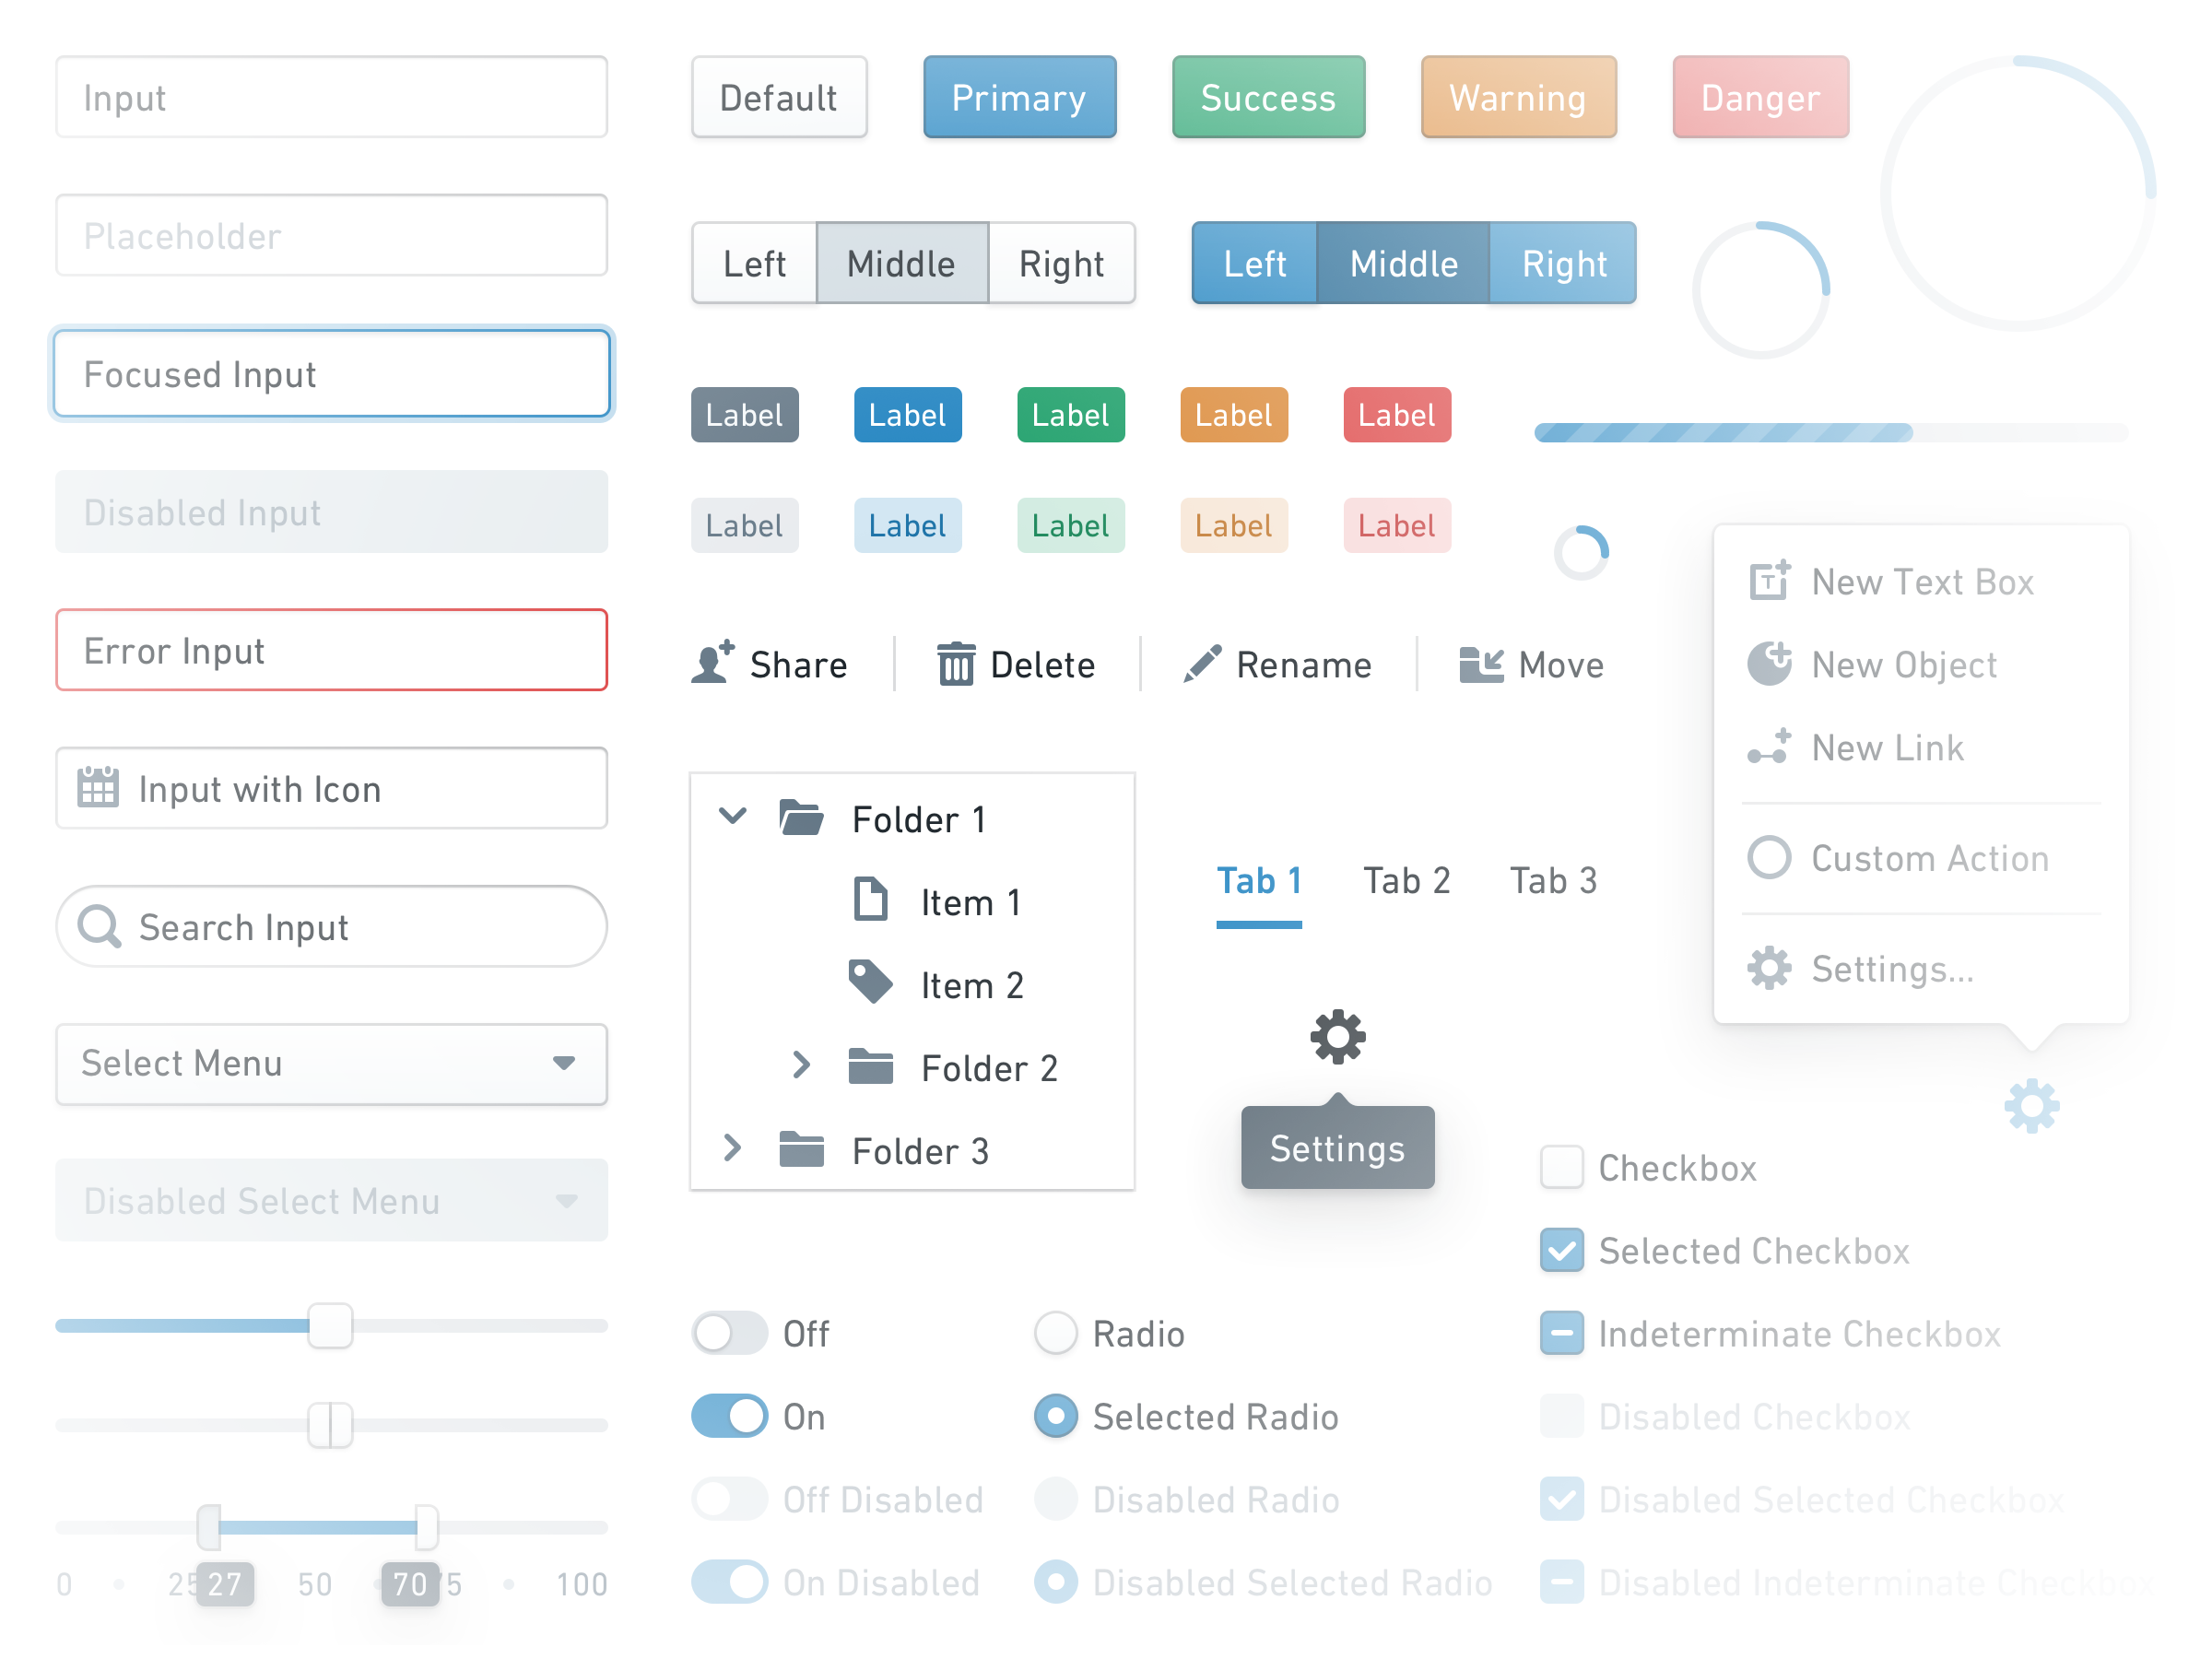 Input
Placeholder
Focused Input
Disabled Input
Error Input
Input with Icon
Search Input
Select Menu
Disabled Select Menu
0 25 27 50 70 75 100
Default Primary Success Warning Danger
Left Middle Right Left Middle Right
Label Label Label Label Label
Label Label Label Label Label
Share Delete Rename Move
Folder 1
Item 1
Item 2
Folder 2
Folder 3
Tab 1 Tab 2 Tab 3
Settings
T New Text Box
New Object
New Link
Custom Action
Settings...
Off
On
Off Disabled
On Disabled
Radio
Selected Radio
Disabled Radio
Disabled Selected Radio
Checkbox
Selected Checkbox
Indeterminate Checkbox
Disabled Checkbox
Disabled Selected Checkbox
Disabled Indeterminate Checkbox